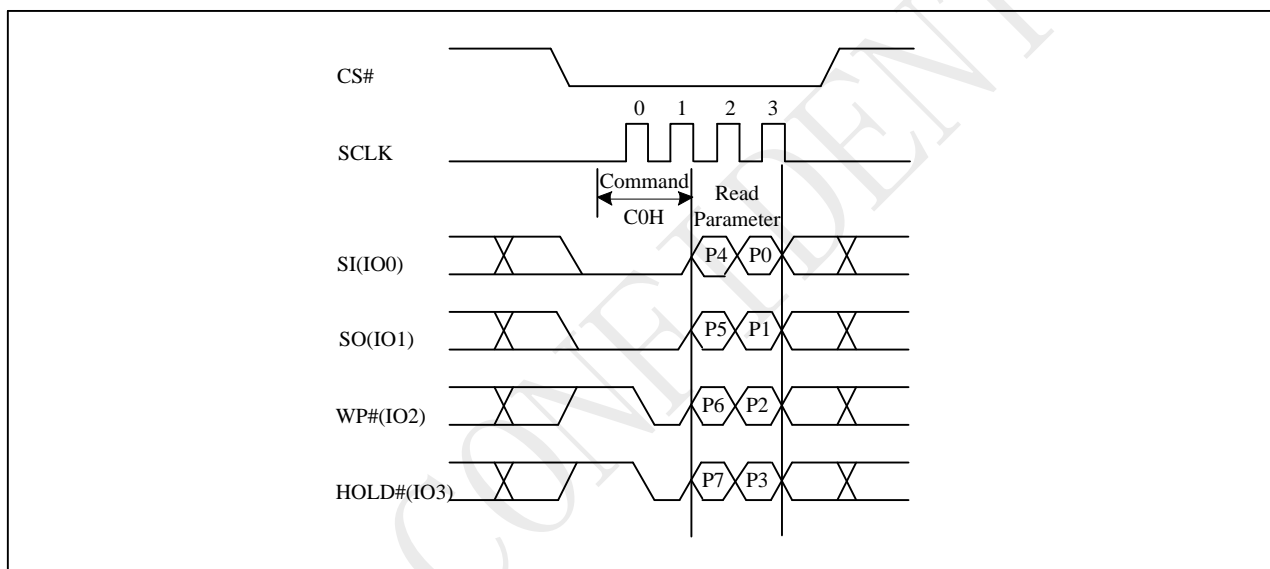 CS#
0 1 2 3
SCLK
Command
C0H
Read
Parameter
SI(IO0) P4 P0
SO(IO1) P5 P1
WP#(IO2) P6 P2
HOLD#(IO3) P7 P3
CONFIDENT